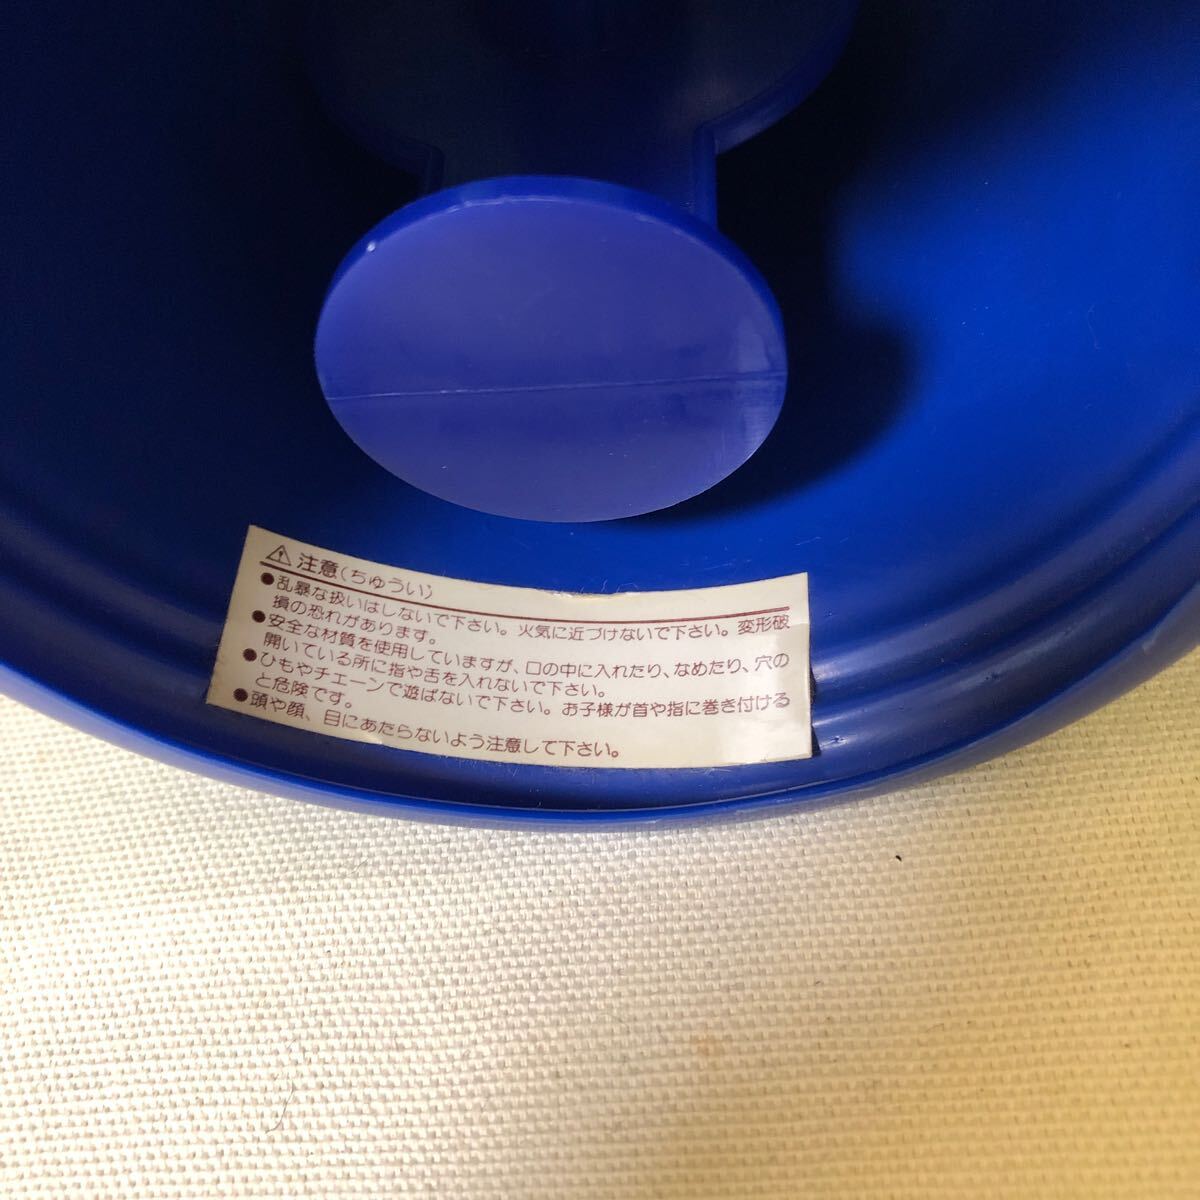 ⚠ 注意(ちゅうい)
●乱暴な扱いはしないで下さい。火気に近づけないで下さい。変形破
損の恐れがあります。
●安全な材質を使用していますが、口の中に入れたり、なめたり、穴の
開いている所に指や舌を入れないで下さい。
●ひもやチエーンで遊ばないで下さい。お子様が首や指に巻き付ける
と危険です。
●頭や顔、目にあたらないよう注意して下さい。